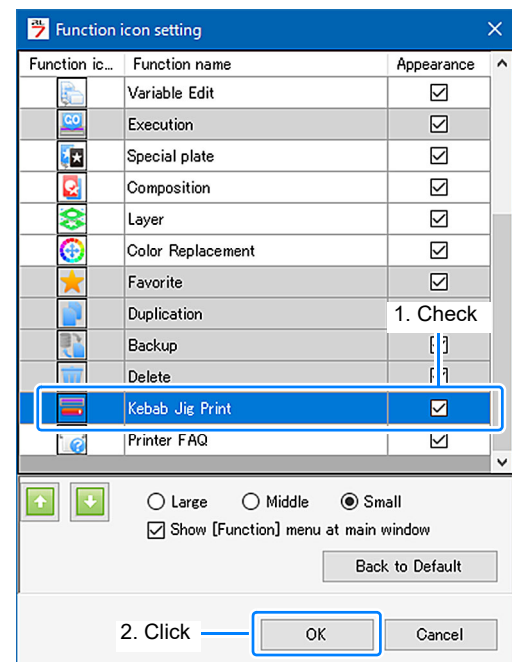 Function icon setting
Function ic... Function name Appearance
Variable Edit
GO Execution
Special plate
Composition
Layer
Color Replacement
Favorite
Duplication
1. Check
Backup
Delete
Kebab Jig Print
Printer FAQ
Large Middle Small
Show [Function] menu at main window
Back to Default
2. Click OK Cancel